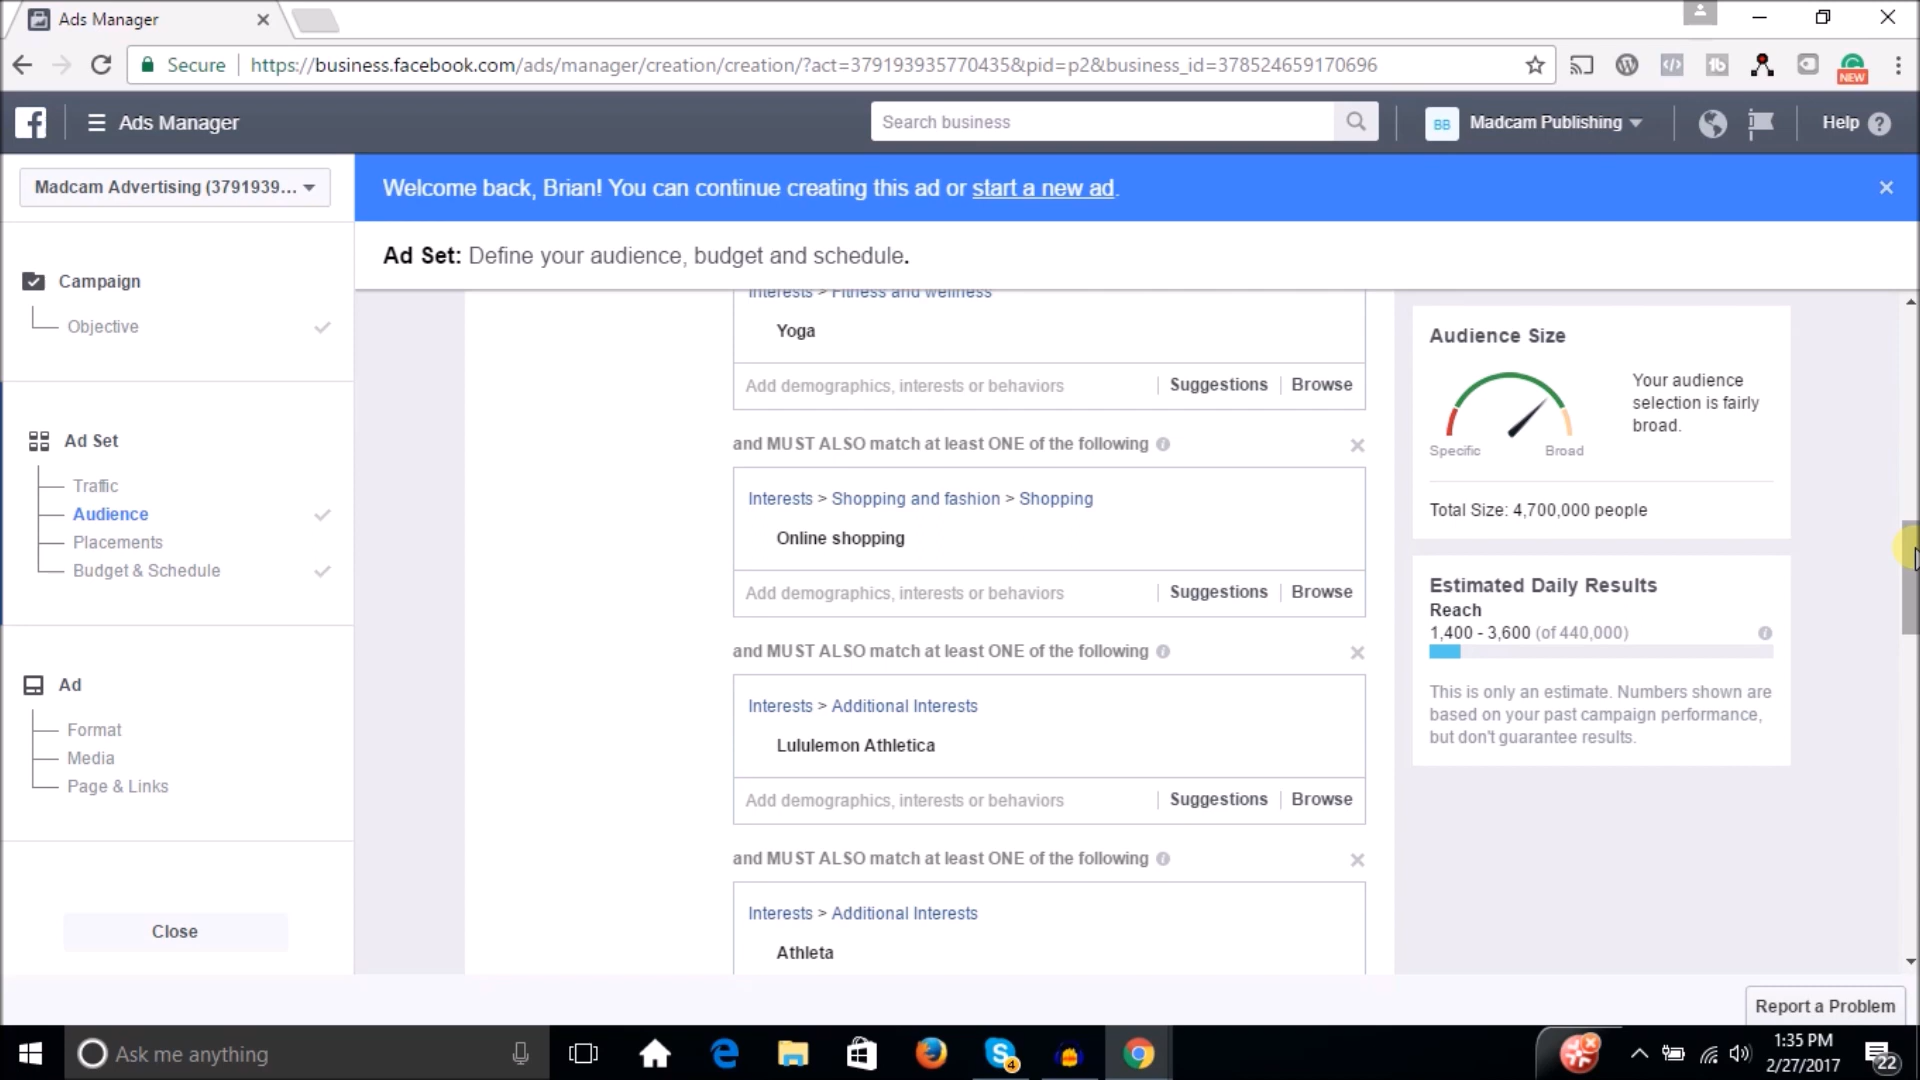 Ads Manager
Secure https://business.facebook.com/ads/manager/creation/creation/?act=379193935770435&pid=p2&business_id=378524659170696
NEW
Ads Manager
Search business
BB Madcam Publishing
Help
Madcam Advertising (3791939...
Welcome back, Brian! You can continue creating this ad or start a new ad.
Ad Set: Define your audience, budget and schedule.
Campaign
Objective
Ad Set
Traffic
Audience
Placements
Budget & Schedule
Ad
Format
Media
Page & Links
Close
Interests > Fitness and wellness
Yoga
Add demographics, interests or behaviors Suggestions Browse
and MUST ALSO match at least ONE of the following
Interests > Shopping and fashion > Shopping
Online shopping
Add demographics, interests or behaviors Suggestions Browse
and MUST ALSO match at least ONE of the following
Interests > Additional Interests
Lululemon Athletica
Add demographics, interests or behaviors Suggestions Browse
and MUST ALSO match at least ONE of the following
Interests > Additional Interests
Athleta
Audience Size
Your audience
selection is fairly
broad.
Specific Broad
Total Size: 4,700,000 people
Estimated Daily Results
Reach
1,400 - 3,600 (of 440,000)
This is only an estimate. Numbers shown are
based on your past campaign performance,
but don't guarantee results.
Report a Problem
Ask me anything
4
1:35 PM
2/27/2017
22